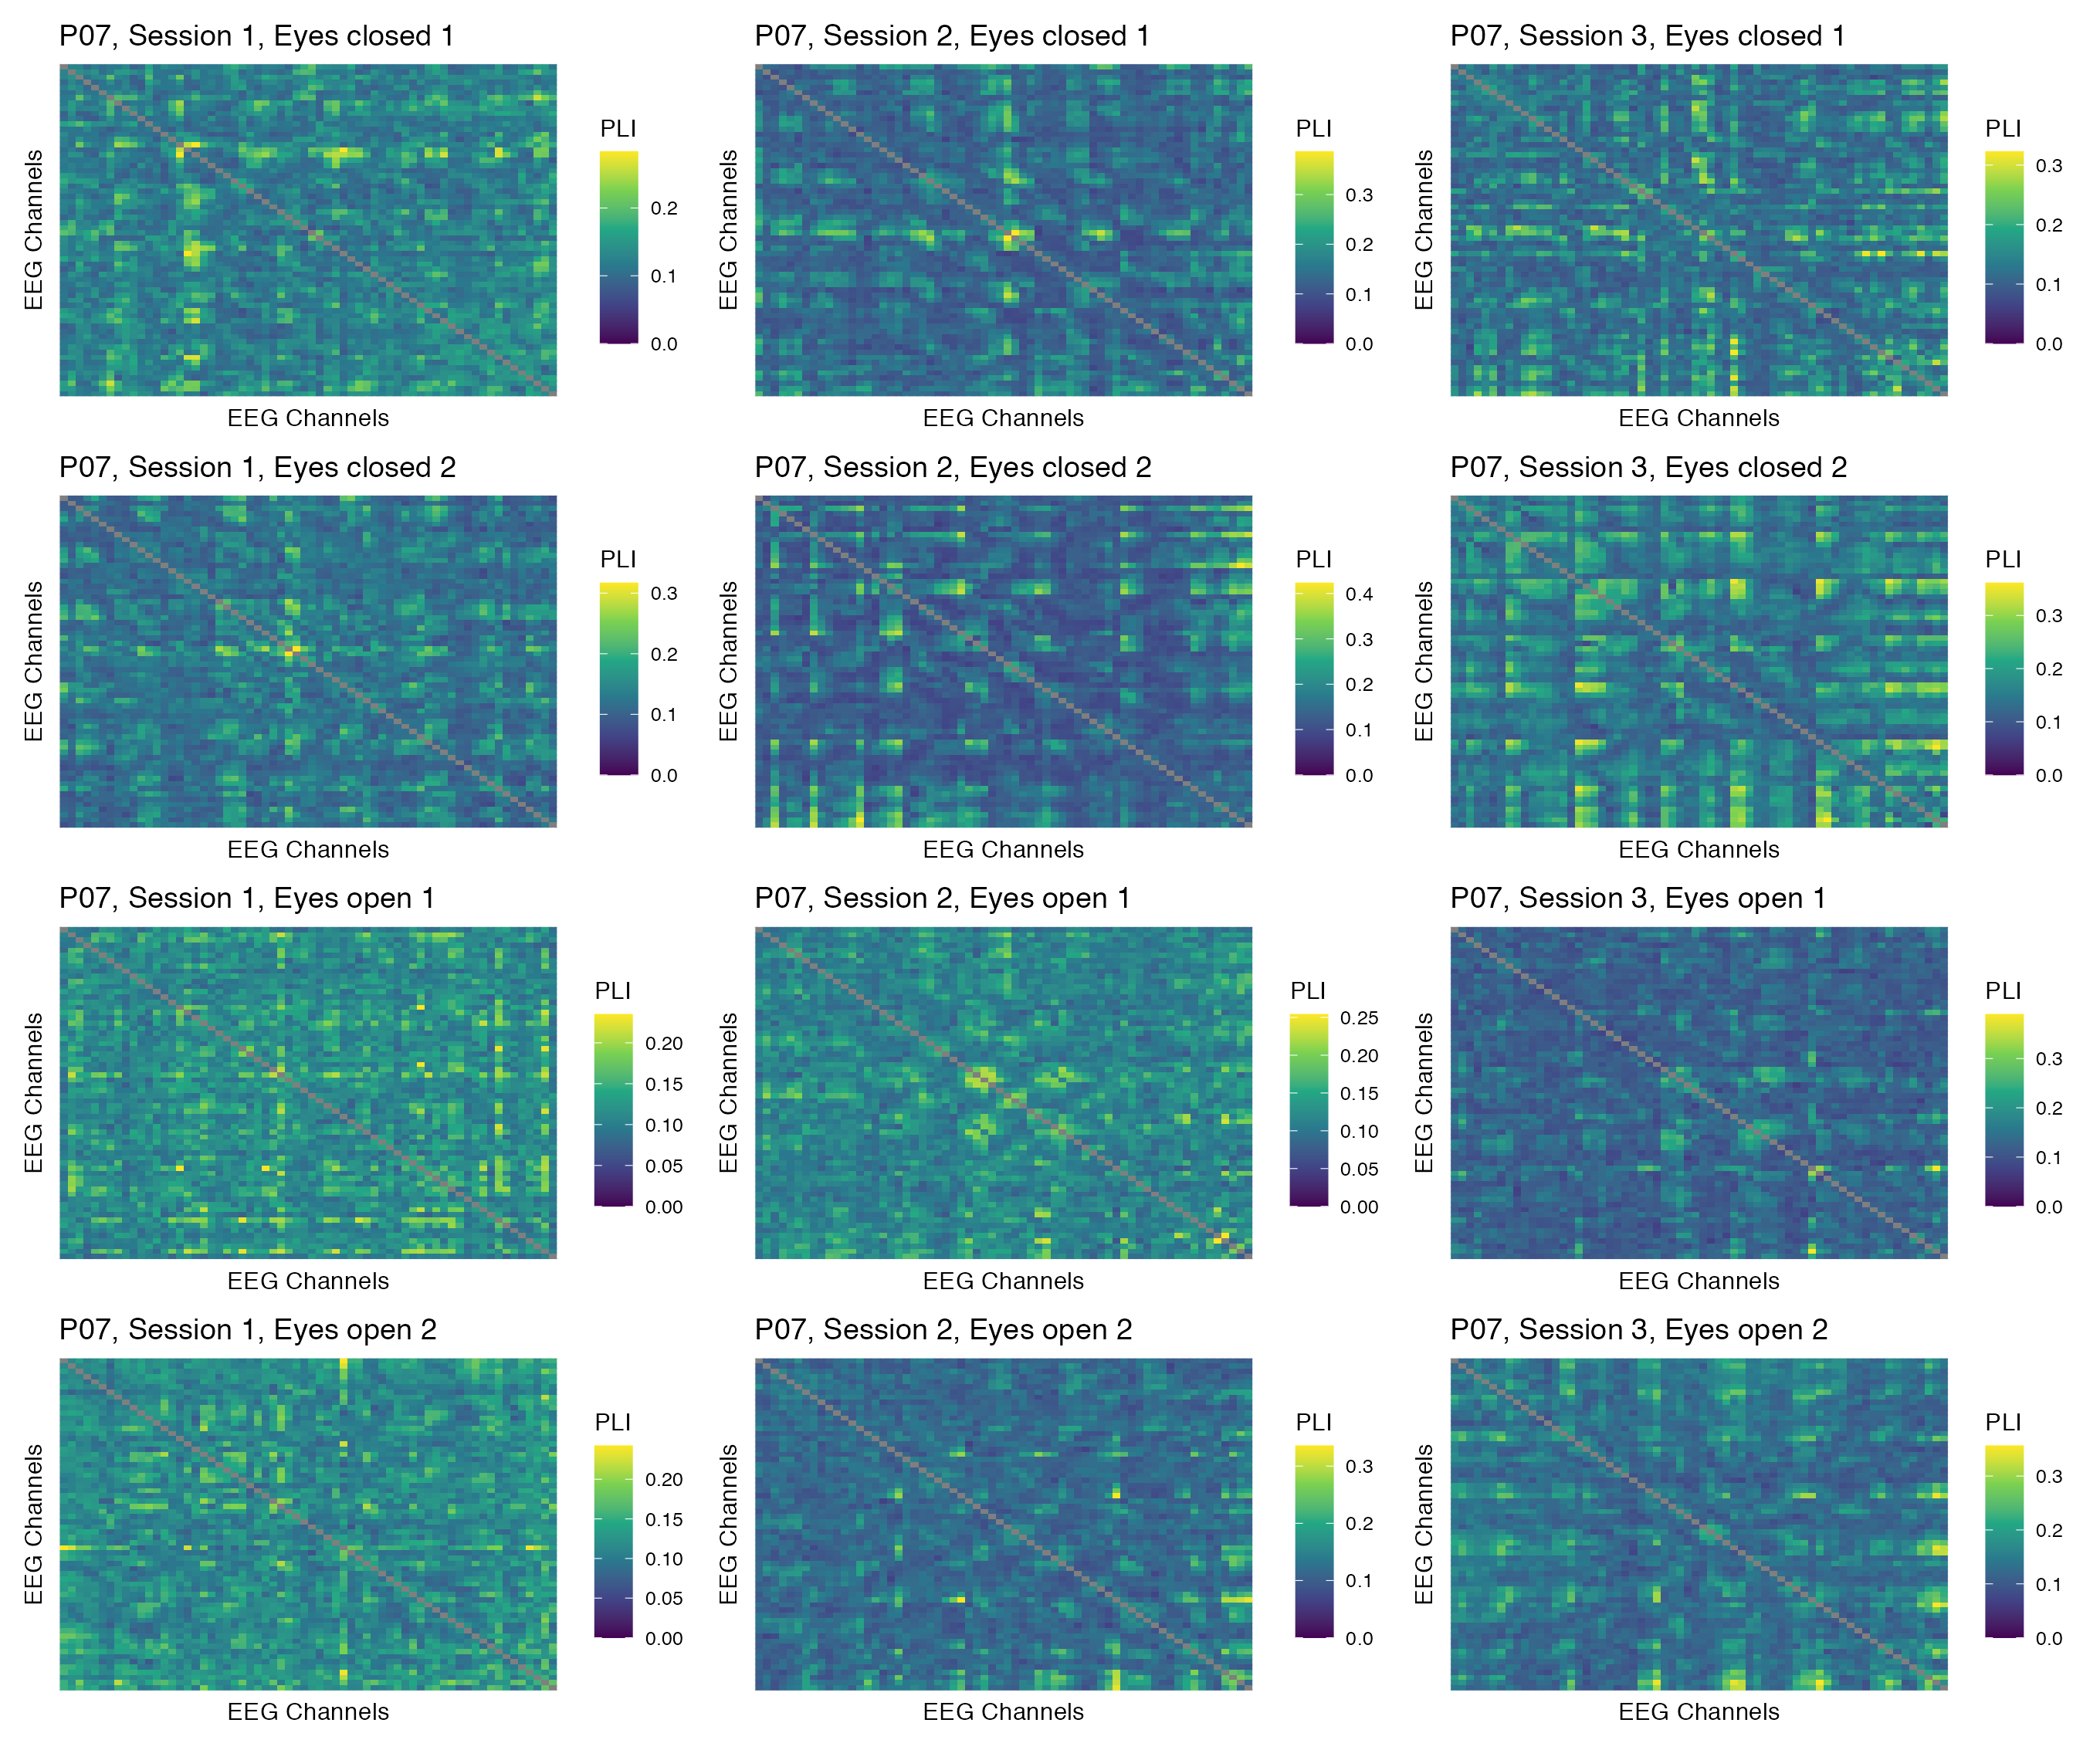 P07, Session 1, Eyes closed 1
EEG Channels
EEG Channels
PLI
0.2
0.1
0.0
P07, Session 2, Eyes closed 1
EEG Channels
EEG Channels
PLI
0.3
0.2
0.1
0.0
P07, Session 3, Eyes closed 1
EEG Channels
EEG Channels
PLI
0.3
0.2
0.1
0.0
P07, Session 1, Eyes closed 2
EEG Channels
EEG Channels
PLI
0.3
0.2
0.1
0.0
P07, Session 2, Eyes closed 2
EEG Channels
EEG Channels
PLI
0.4
0.3
0.2
0.1
0.0
P07, Session 3, Eyes closed 2
EEG Channels
EEG Channels
PLI
0.3
0.2
0.1
0.0
P07, Session 1, Eyes open 1
EEG Channels
EEG Channels
PLI
0.20
0.15
0.10
0.05
0.00
P07, Session 2, Eyes open 1
EEG Channels
EEG Channels
PLI
0.25
0.20
0.15
0.10
0.05
0.00
P07, Session 3, Eyes open 1
EEG Channels
EEG Channels
PLI
0.3
0.2
0.1
0.0
P07, Session 1, Eyes open 2
EEG Channels
EEG Channels
PLI
0.20
0.15
0.10
0.05
0.00
P07, Session 2, Eyes open 2
EEG Channels
EEG Channels
PLI
0.3
0.2
0.1
0.0
P07, Session 3, Eyes open 2
EEG Channels
EEG Channels
PLI
0.3
0.2
0.1
0.0